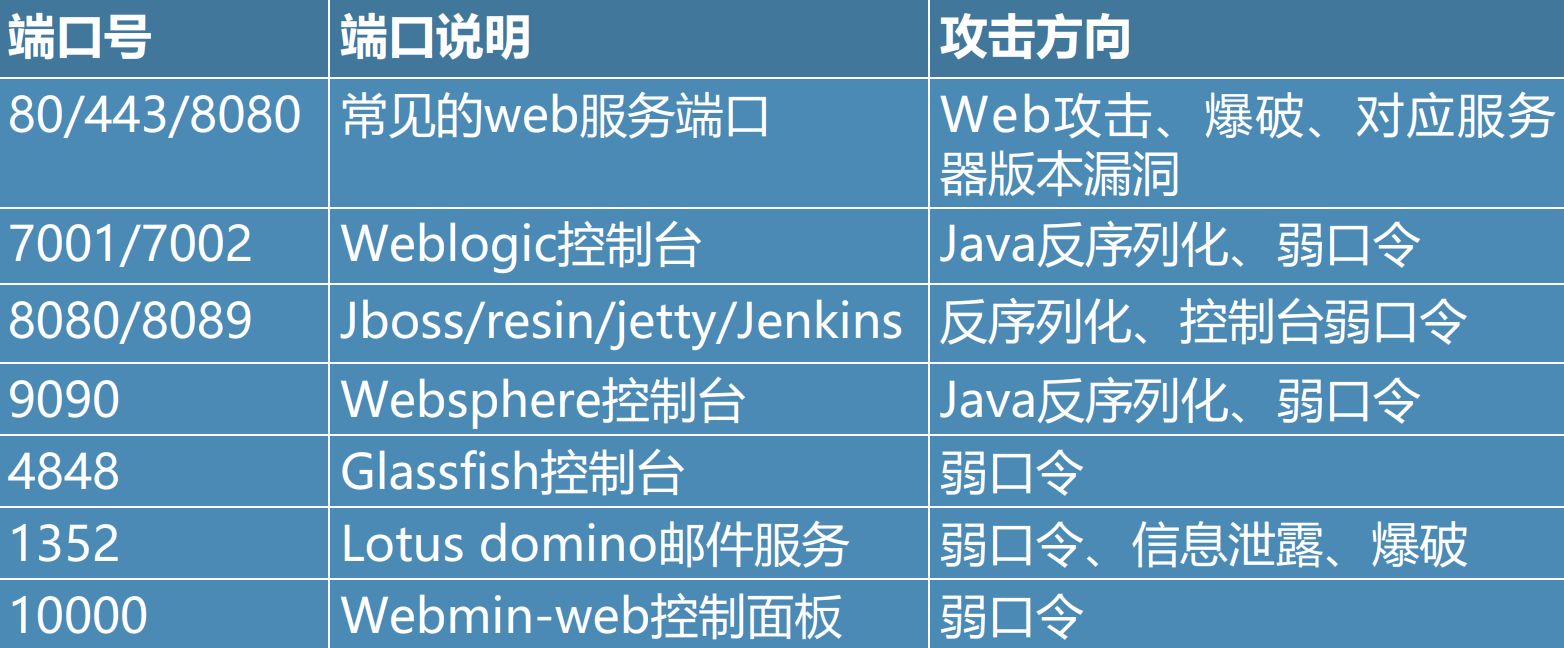 端口号 端口说明 攻击方向
80/443/8080 常见的web服务端口 Web攻击、爆破、对应服务
器版本漏洞
7001/7002 Weblogic控制台 Java反序列化、弱口令
8080/8089 Jboss/resin/jetty/Jenkins 反序列化、控制台弱口令
9090 Websphere控制台 Java反序列化、弱口令
4848 Glassfish控制台 弱口令
1352 Lotus domino邮件服务 弱口令、信息泄露、爆破
10000 Webmin-web控制面板 弱口令